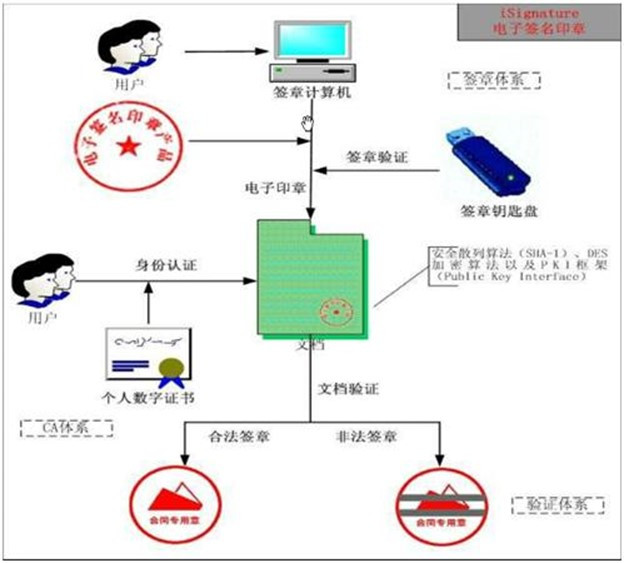 iSignature
电子签名印章
用户
签章计算机
签章体系
电子签名印章产品
签章验证
电子印章
签章钥匙盘
身份认证
安全散列算法（SHA-1）、DES
加密算法以及PKI框架
（Public Key Interface）
用户
文档
个人数字证书
文档验证
CA体系
合法签章
非法签章
合同专用章
合同专用章
验证体系